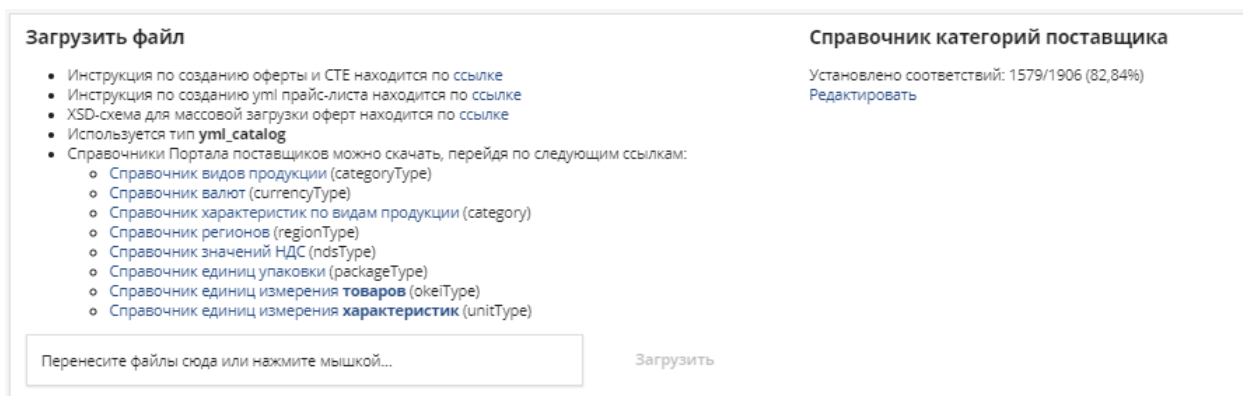 Загрузить файл
Инструкция по созданию оферты и СТЕ находится по ссылке
Инструкция по созданию yml прайс-листа находится по ссылке
XSD-схема для массовой загрузки оферт находится по ссылке
Используется тип yml_catalog
Справочники Портала поставщиков можно скачать, перейдя по следующим ссылкам:
Справочник видов продукции (categoryType)
Справочник валют (currencyType)
Справочник характеристик по видам продукции (category)
Справочник регионов (regionType)
Справочник значений НДС (ndsType)
Справочник единиц упаковки (packageType)
Справочник единиц измерения товаров (okeiType)
Справочник единиц измерения характеристик (unitType)
Перенесите файлы сюда или нажмите мышкой...
Загрузить
Справочник категорий поставщика
Установлено соответствий: 1579/1906 (82,84%)
Редактировать